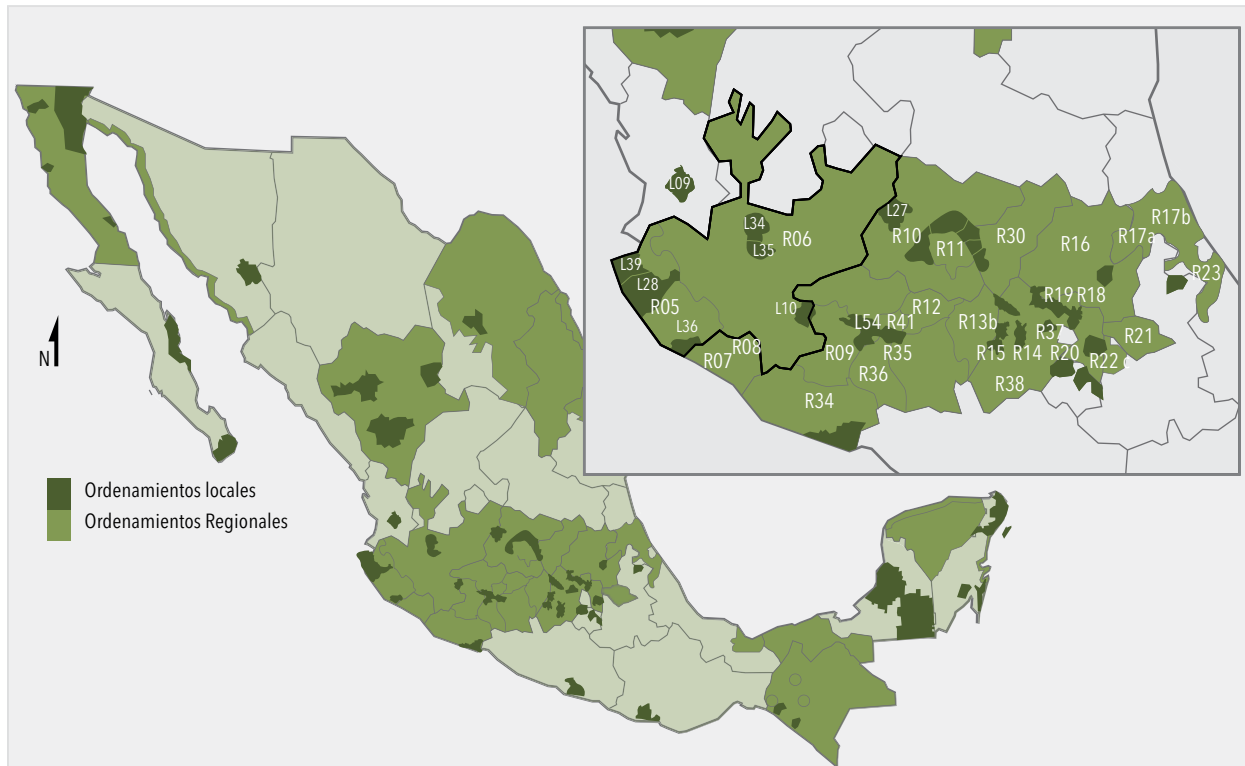 N
Ordenamientos locales
Ordenamientos Regionales
L09
L34
L35
R06
L39
L28
R05
L36
L10
R07
R08
L27
R10
R11
R30
R16
R17a
R17b
R23
R12
L54
R41
R09
R35
R36
R34
R13b
R15
R14
R37
R19
R18
R20
R38
R22
R21